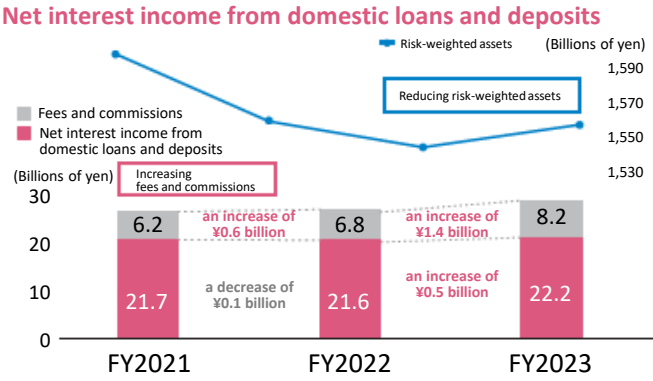 Net interest income from domestic loans and deposits
Risk-weighted assets
(Billions of yen)
1,590
1,570
1,550
1,530
Reducing risk-weighted assets
Fees and commissions
Net interest income from
domestic loans and deposits
(Billions of yen)
Increasing
fees and commissions
30
20
10
0
6.2
an increase of
¥0.6 billion
6.8
an increase of
¥1.4 billion
8.2
21.7
a decrease of
¥0.1 billion
21.6
an increase of
¥0.5 billion
22.2
FY2021
FY2022
FY2023